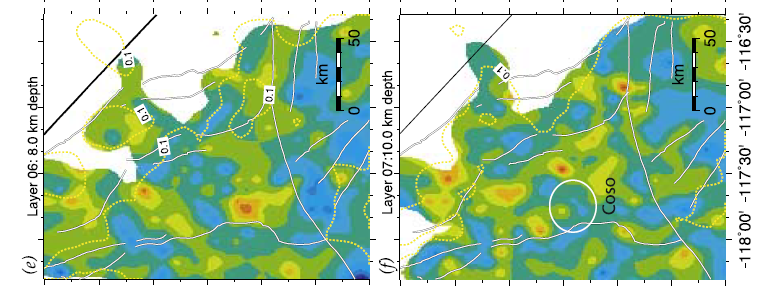 (e)
Layer 06: 8.0 km depth
0.1
0.1
0.1
0.1
km
0
50
(f)
Layer 07:10.0 km depth
0.1
Coso
km
0
50
-118°00'
-117°30'
-117°00'
-116°30'